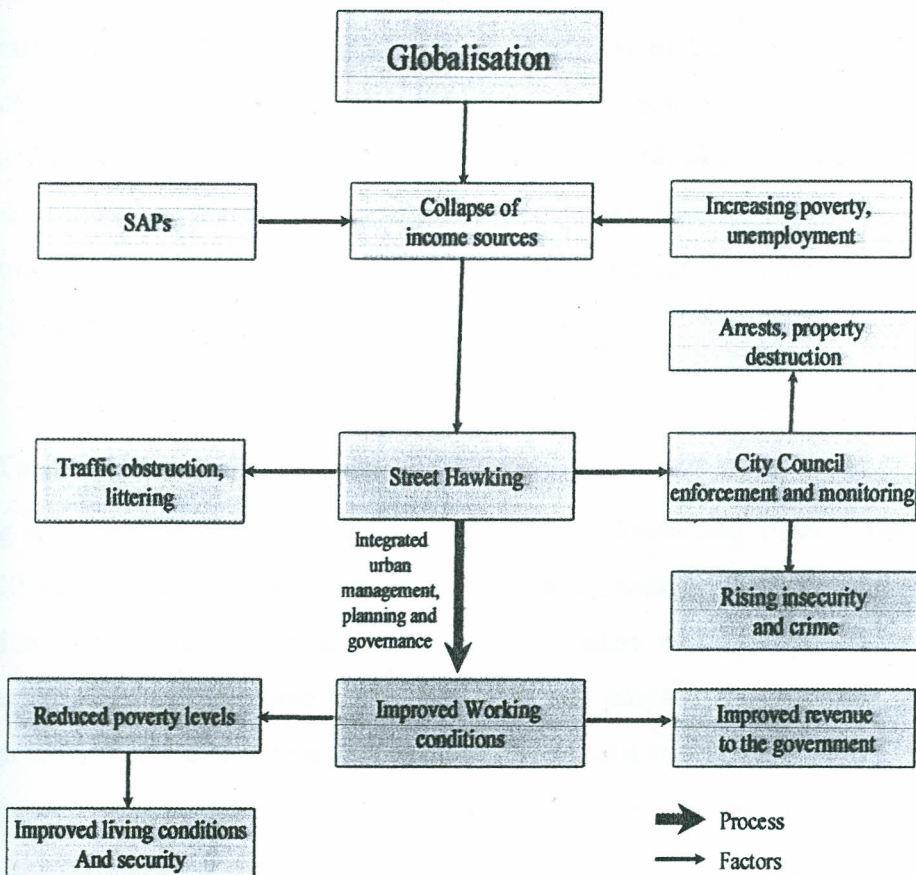 Globalisation
SAPs
Collapse of
income sources
Increasing poverty,
unemployment
Arrests, property
destruction
Traffic obstruction,
littering
Street Hawking
City Council
enforcement and monitoring
Integrated
urban
management,
planning and
governance
Rising insecurity
and crime
Reduced poverty levels
Improved Working
conditions
Improved revenue
to the government
Improved living conditions
And security
Process
Factors